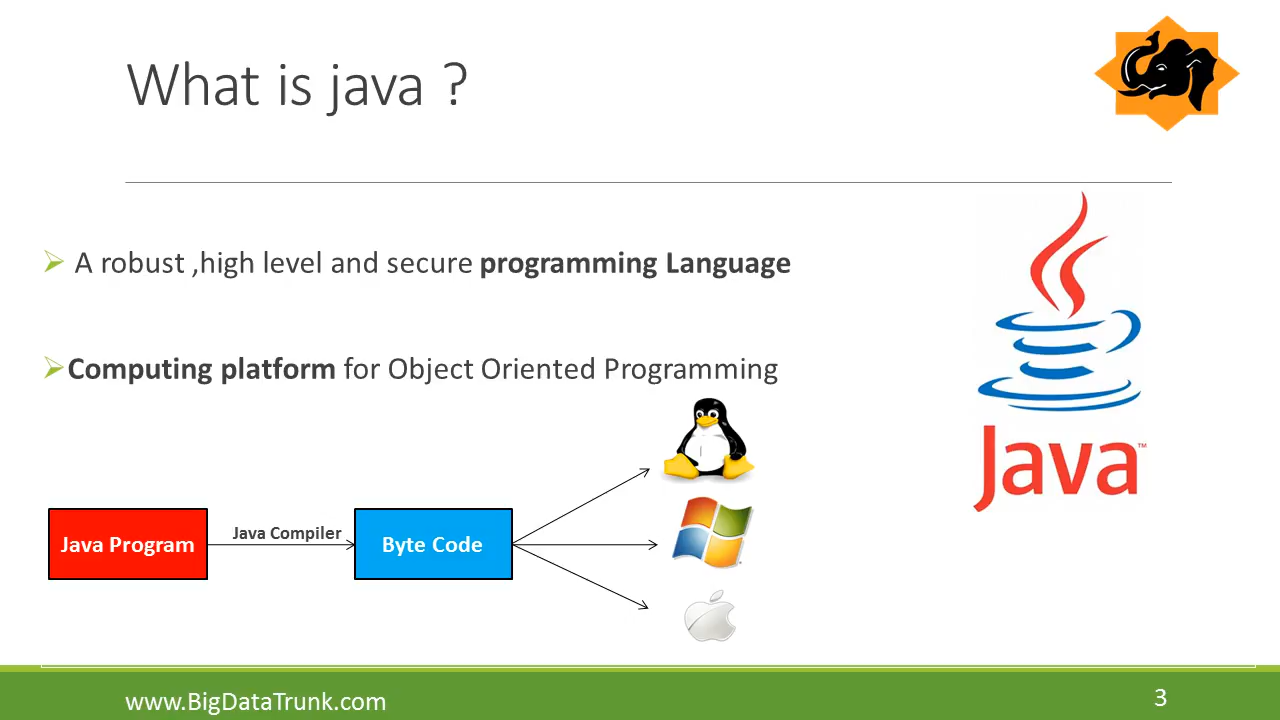 What is java ?
A robust ,high level and secure programming Language
Computing platform for Object Oriented Programming
Java Program
Java Compiler
Byte Code
Java™
www.BigDataTrunk.com
3